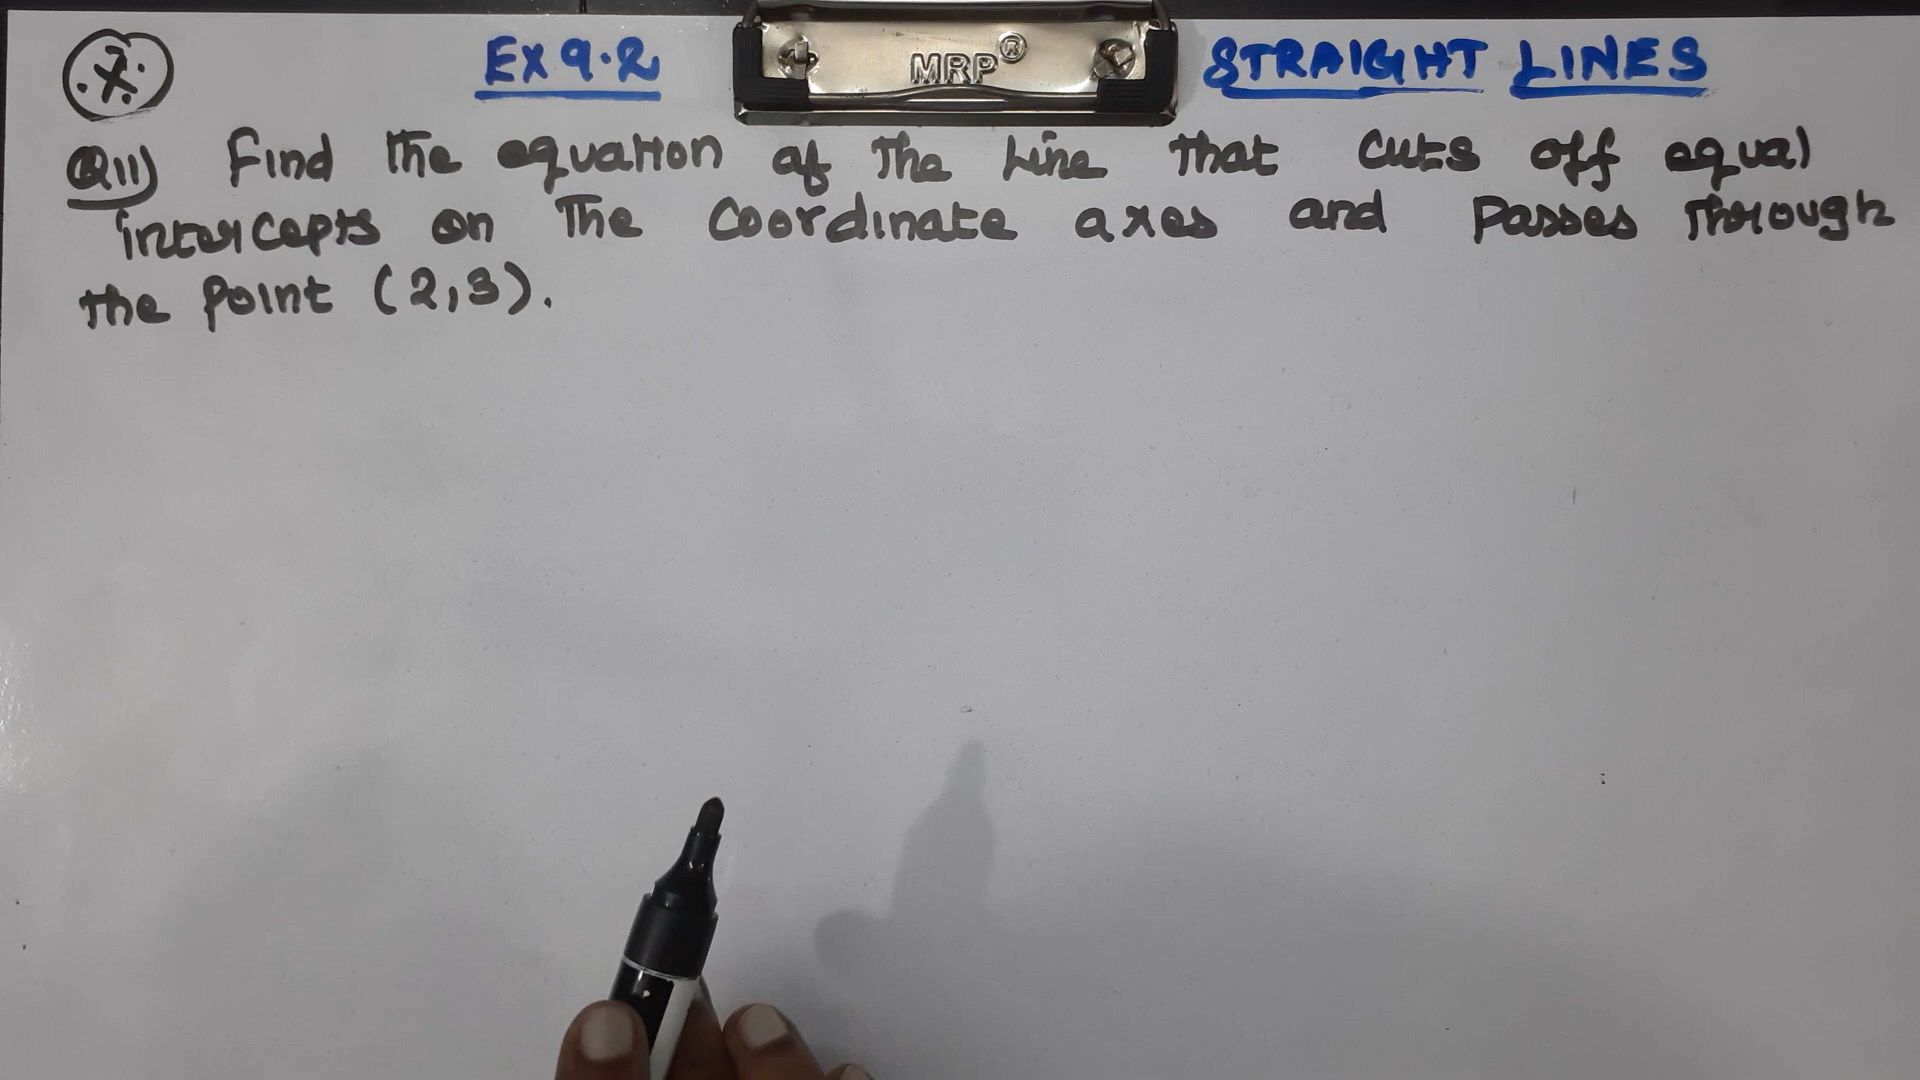 Ex 9.2
MRP®
STRAIGHT LINES
Q11) Find the equation of the line that cuts off equal
intercepts on the coordinate axes and passes through
the point (2,3).